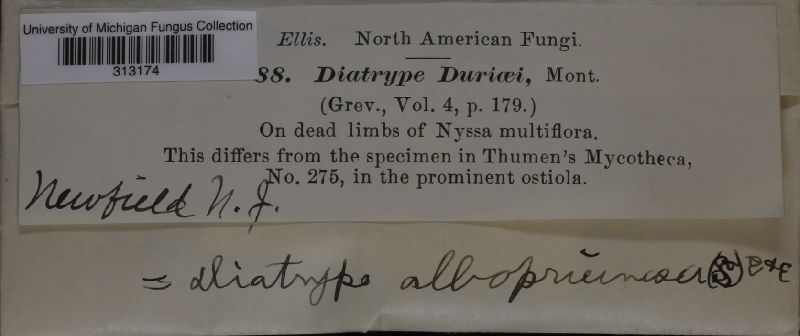 University of Michigan Fungus Collection
313174
Ellis. North American Fungi.
88. Diatrype Duriæi, Mont.
(Grev., Vol. 4, p. 179.)
On dead limbs of Nyssa multiflora.
This differs from the specimen in Thumen's Mycotheca,
No. 275, in the prominent ostiola.
Newfield N. J.
= Diatrype albopruinosa (S) E & E